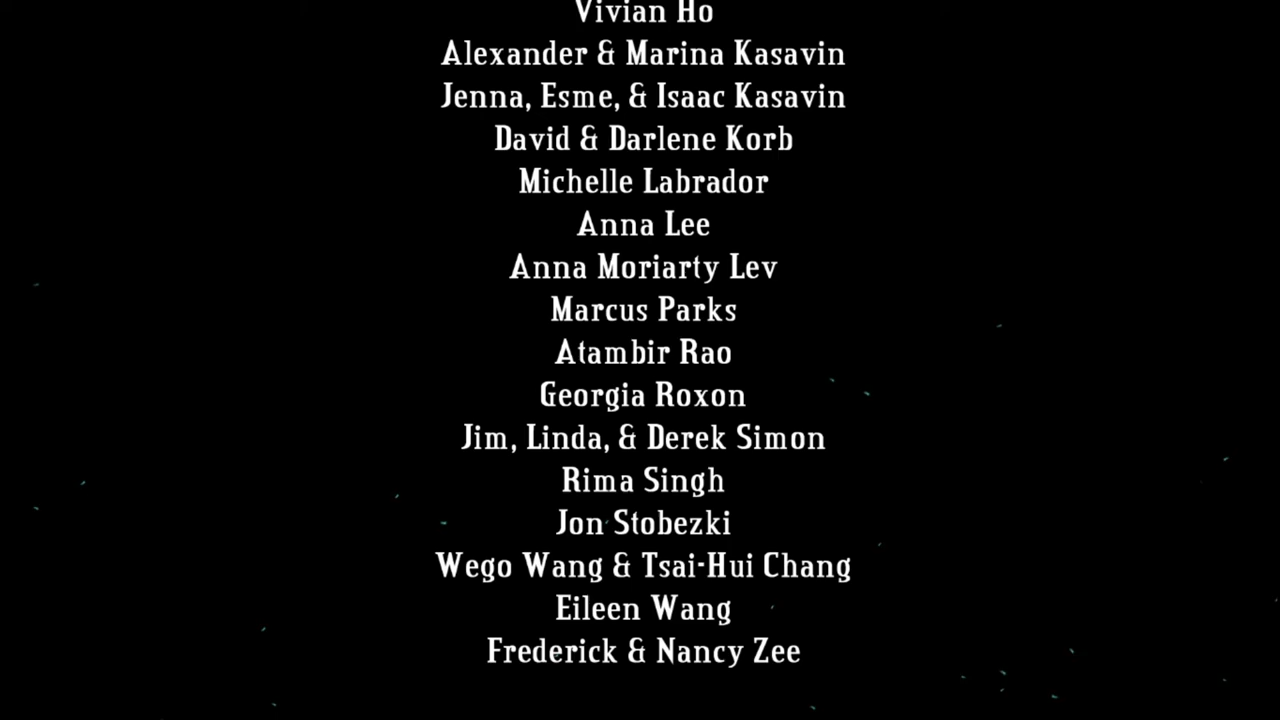 Vivian Ho
Alexander & Marina Kasavin
Jenna, Esme, & Isaac Kasavin
David & Darlene Korb
Michelle Labrador
Anna Lee
Anna Moriarty Lev
Marcus Parks
Atambir Rao
Georgia Roxon
Jim, Linda, & Derek Simon
Rima Singh
Jon Stobezki
Wego Wang & Tsai-Hui Chang
Eileen Wang
Frederick & Nancy Zee